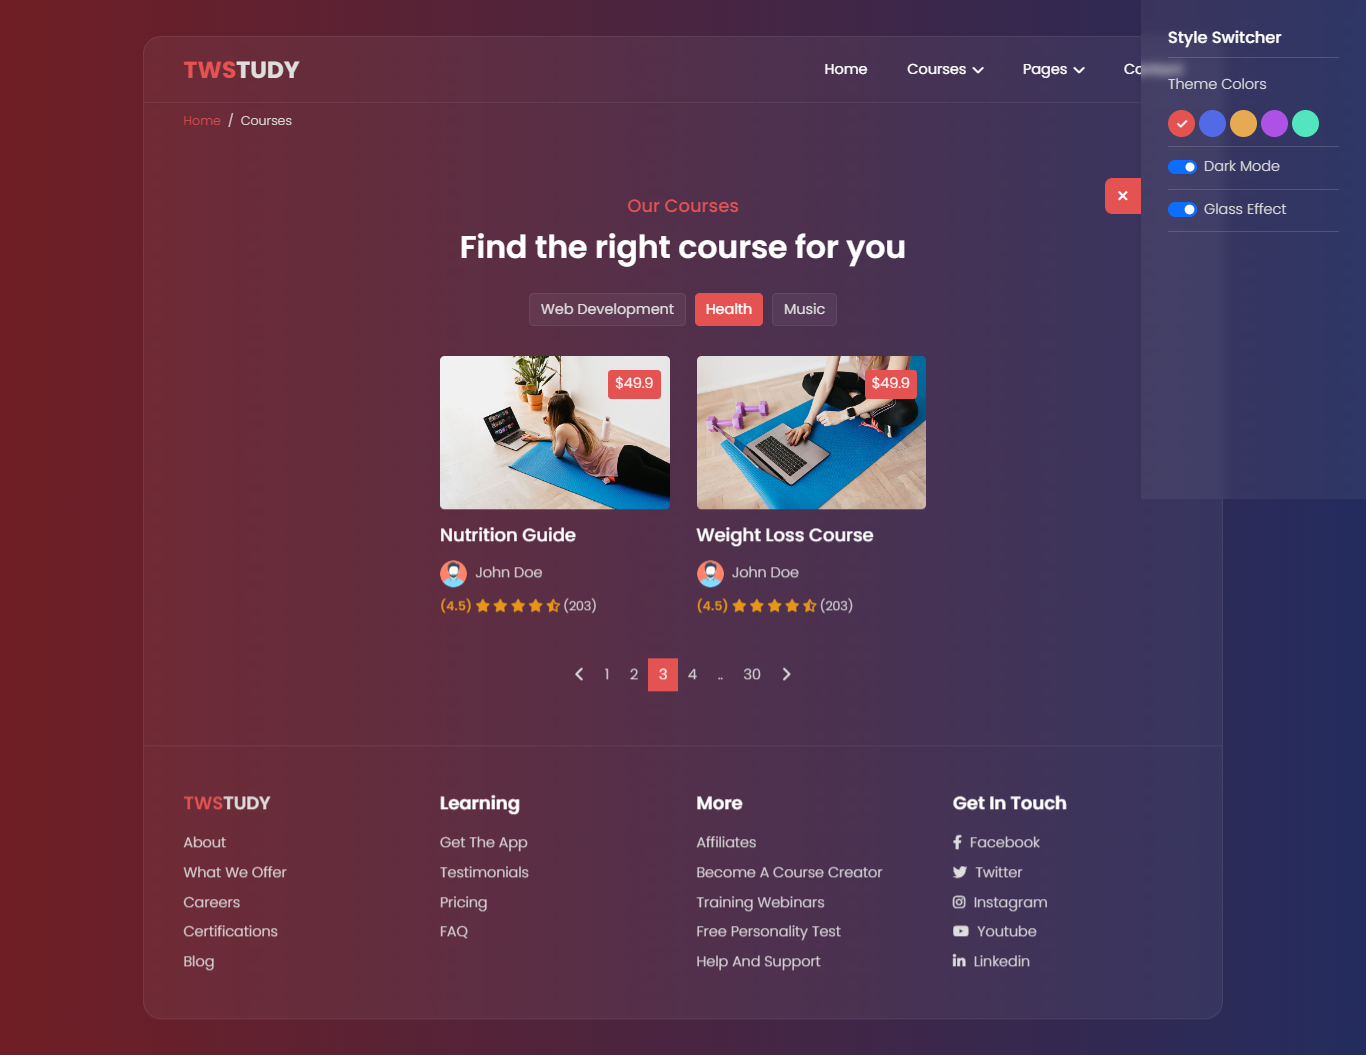 TWSTUDY
Home
Courses
Pages
Style Switcher
Theme Colors
Dark Mode
Glass Effect
Home / Courses
Our Courses
Find the right course for you
Web Development
Health
Music
$49.9
$49.9
Nutrition Guide
Weight Loss Course
John Doe
John Doe
(4.5) (203)
(4.5) (203)
1 2 3 4 .. 30
TWSTUDY
About
What We Offer
Careers
Certifications
Blog
Learning
Get The App
Testimonials
Pricing
FAQ
More
Affiliates
Become A Course Creator
Training Webinars
Free Personality Test
Help And Support
Get In Touch
Facebook
Twitter
Instagram
Youtube
Linkedin